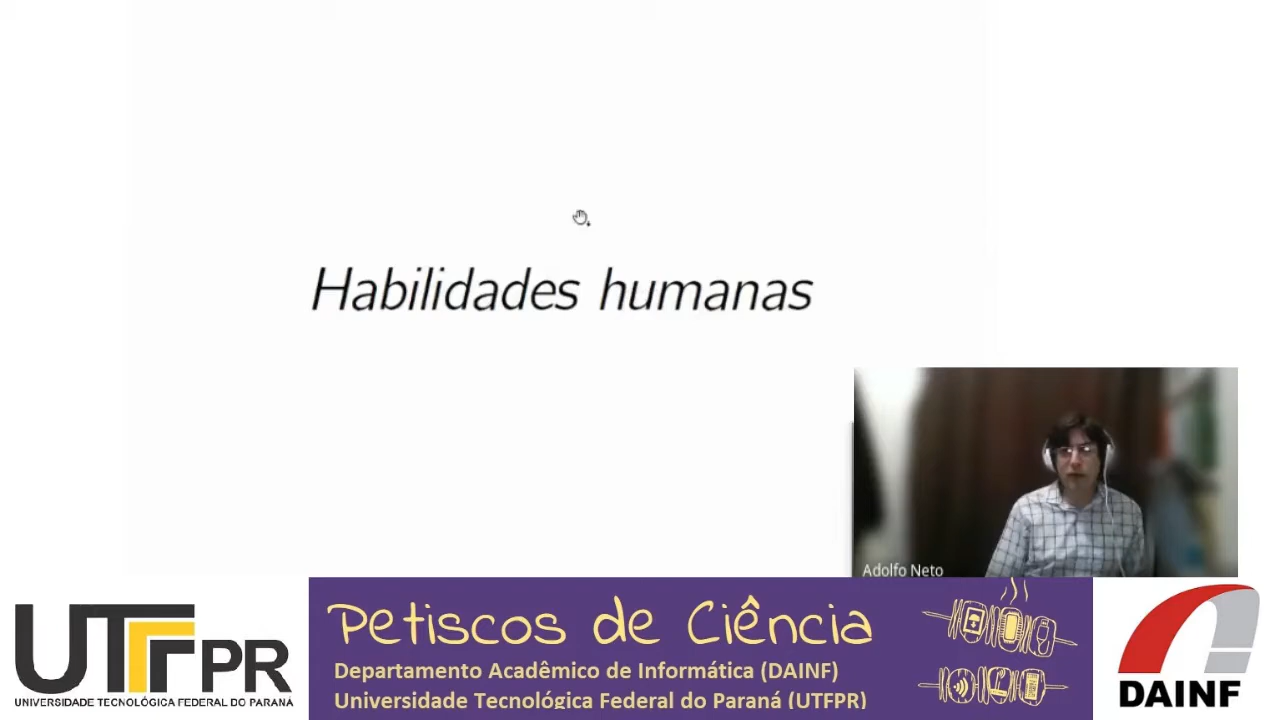 Habilidades humanas
Adolfo Neto
UTFPR
UNIVERSIDADE TECNOLÓGICA FEDERAL DO PARANÁ
Petiscos de Ciência
Departamento Acadêmico de Informática (DAINF)
Universidade Tecnológica Federal do Paraná (UTFPR)
DAINF